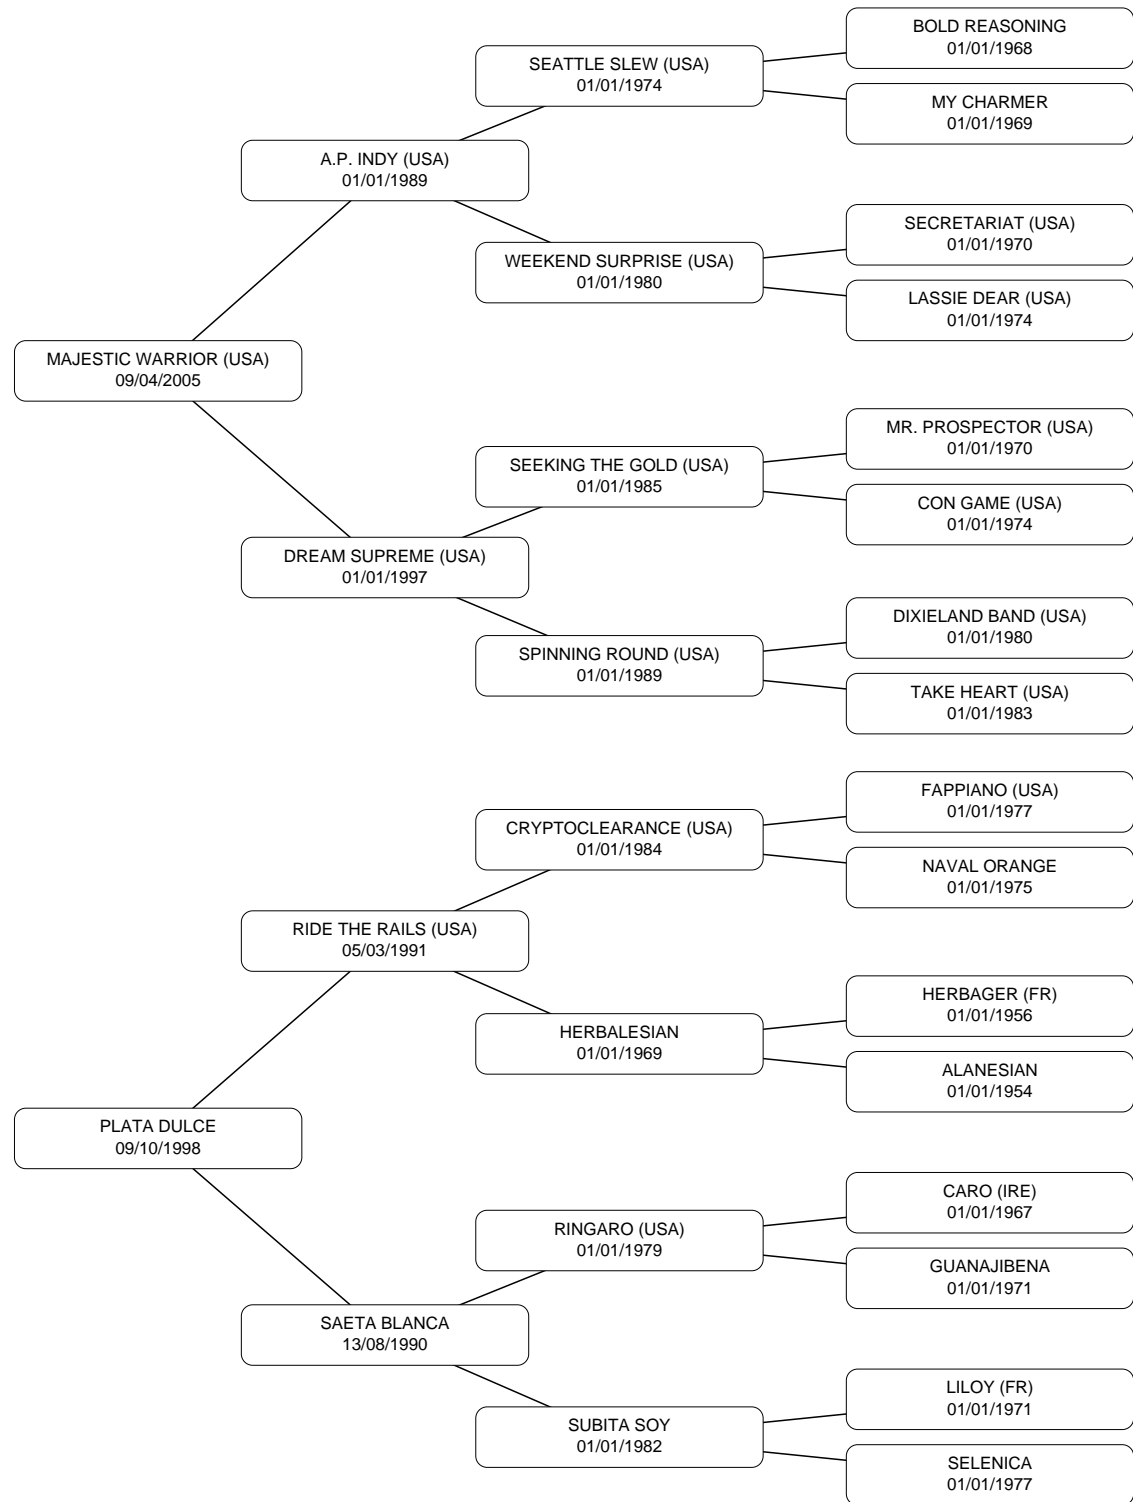 BOLD REASONING
01/01/1968
SEATTLE SLEW (USA)
01/01/1974
MY CHARMER
01/01/1969
A.P. INDY (USA)
01/01/1989
SECRETARIAT (USA)
01/01/1970
WEEKEND SURPRISE (USA)
01/01/1980
LASSIE DEAR (USA)
01/01/1974
MAJESTIC WARRIOR (USA)
09/04/2005
MR. PROSPECTOR (USA)
01/01/1970
SEEKING THE GOLD (USA)
01/01/1985
CON GAME (USA)
01/01/1974
DREAM SUPREME (USA)
01/01/1997
DIXIELAND BAND (USA)
01/01/1980
SPINNING ROUND (USA)
01/01/1989
TAKE HEART (USA)
01/01/1983
FAPPIANO (USA)
01/01/1977
CRYPTOCLEARANCE (USA)
01/01/1984
NAVAL ORANGE
01/01/1975
RIDE THE RAILS (USA)
05/03/1991
HERBAGER (FR)
01/01/1956
HERBALESIAN
01/01/1969
ALANESIAN
01/01/1954
PLATA DULCE
09/10/1998
CARO (IRE)
01/01/1967
RINGARO (USA)
01/01/1979
GUANAJIBENA
01/01/1971
SAETA BLANCA
13/08/1990
LILOY (FR)
01/01/1971
SUBITA SOY
01/01/1982
SELENICA
01/01/1977